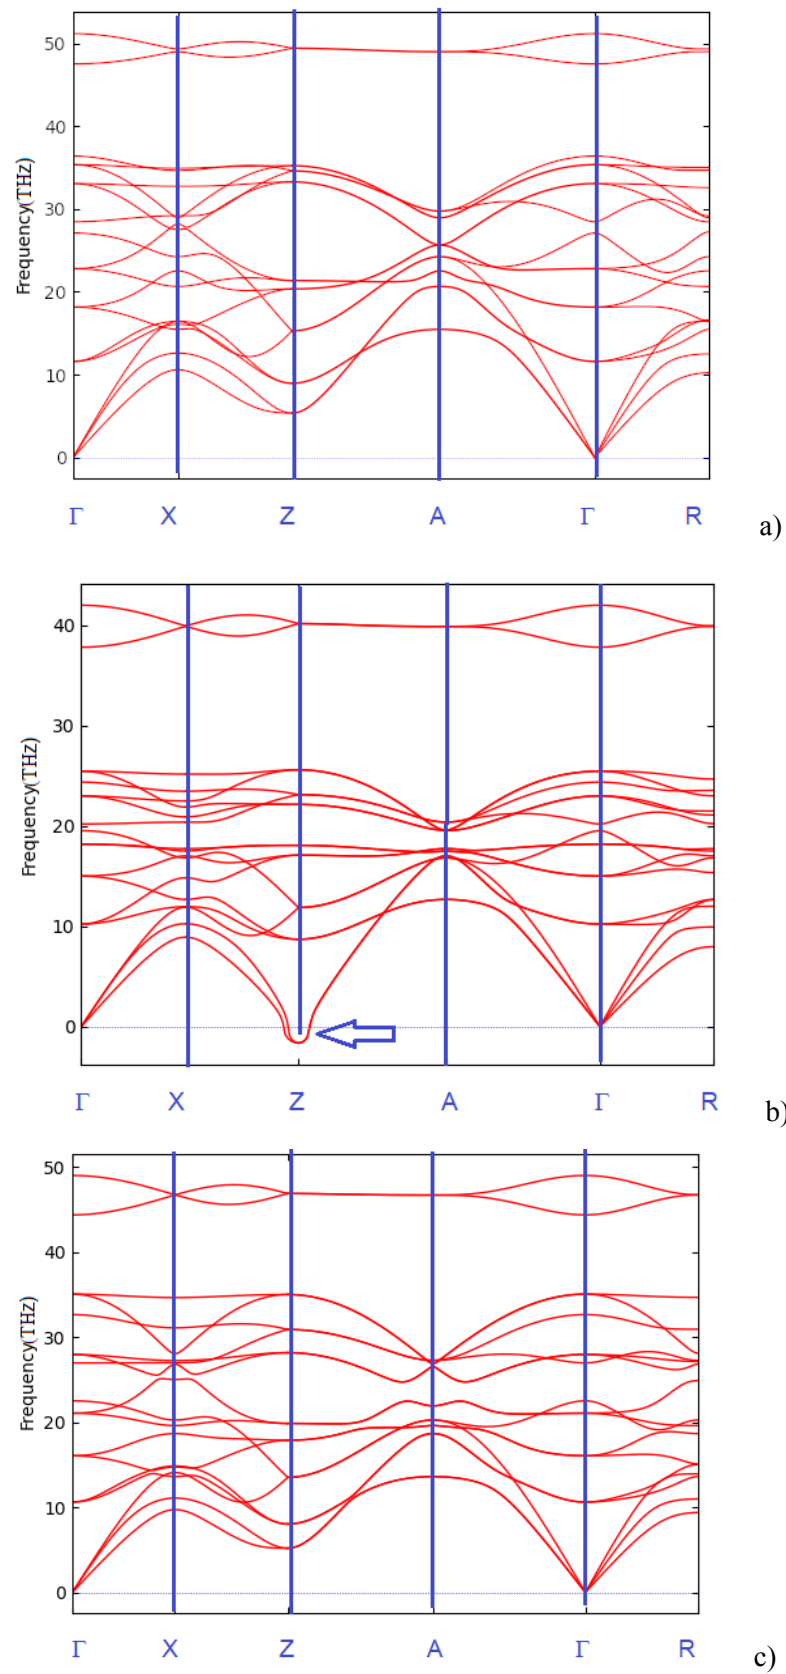 50
40
30
20
10
0
Frequency(THz)
Γ X Z A Γ R
a)
40
30
20
10
0
Frequency(THz)
Γ X Z A Γ R
b)
50
40
30
20
10
0
Frequency(THz)
Γ X Z A Γ R
c)